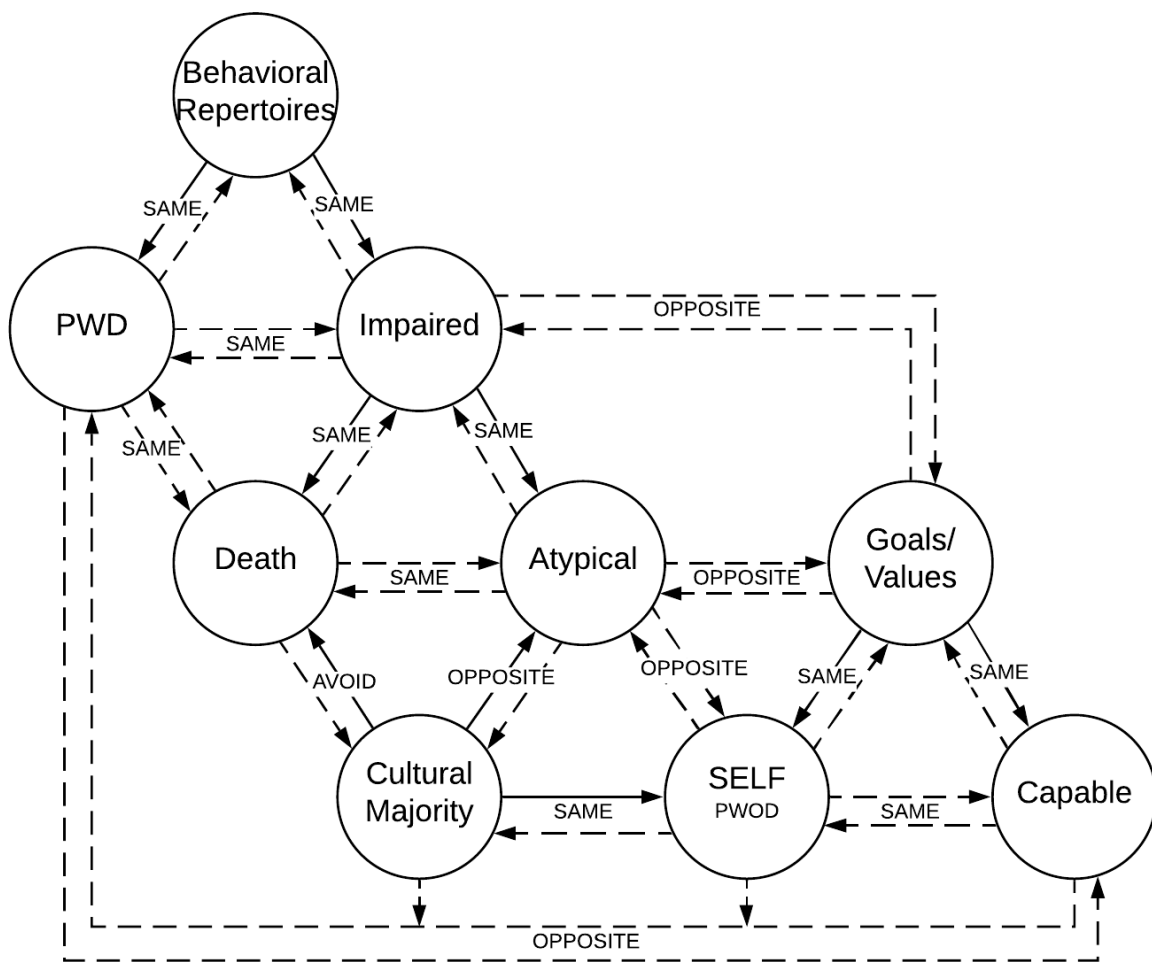 Behavioral
Repertoires
SAME
SAME
PWD
Impaired
OPPOSITE
SAME
SAME
SAME
SAME
Death
Atypical
Goals/
Values
SAME
OPPOSITE
AVOID
OPPOSITE
OPPOSITE
SAME
SAME
Cultural
Majority
SELF
PWOD
Capable
SAME
SAME
OPPOSITE